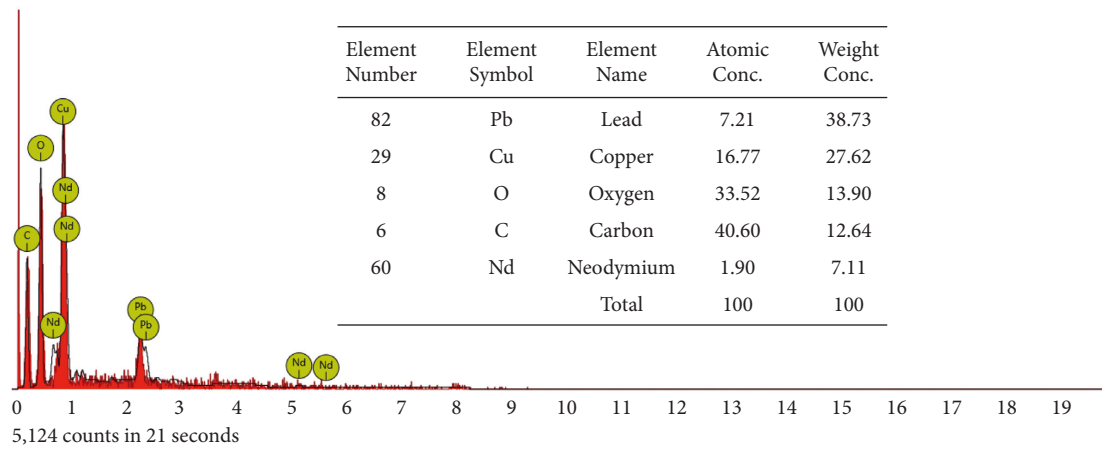 Element Number Element Symbol Element Name Atomic Conc. Weight Conc.
82 Pb Lead 7.21 38.73
29 Cu Copper 16.77 27.62
8 O Oxygen 33.52 13.90
6 C Carbon 40.60 12.64
60 Nd Neodymium 1.90 7.11
Total 100 100
Cu
O
Nd
Nd
C
Pb
Nd
Pb
Nd
Nd
0 1 2 3 4 5 6 7 8 9 10 11 12 13 14 15 16 17 18 19
5,124 counts in 21 seconds